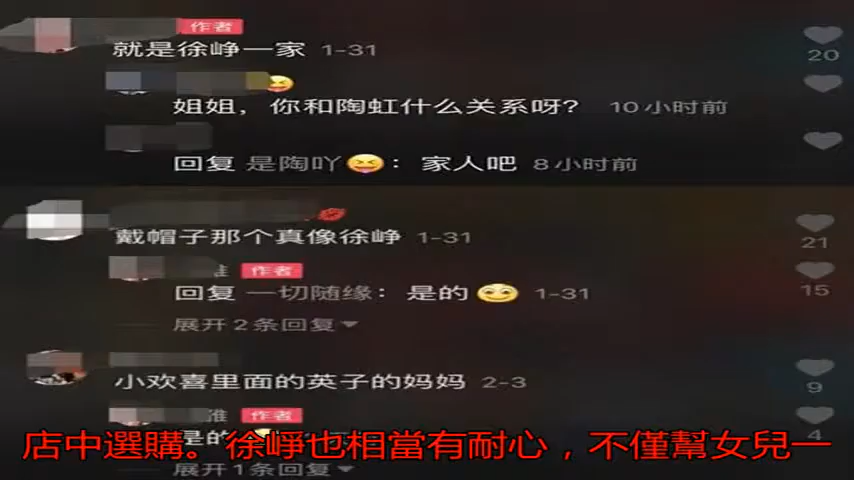 作者
就是徐峥一家 1-31
20
姐姐，你和陶虹什么关系呀？ 10小时前
回复 是陶吖😝： 家人吧 8小时前
戴帽子那个真像徐峥 1-31
21
作者
回复 一切随缘： 是的 🙂 1-31
15
展开2条回复
小欢喜里面的英子的妈妈 2-3
9
作者
是的
4
店中選購。徐崢也相當有耐心，不僅幫女兒一
展开1条回复